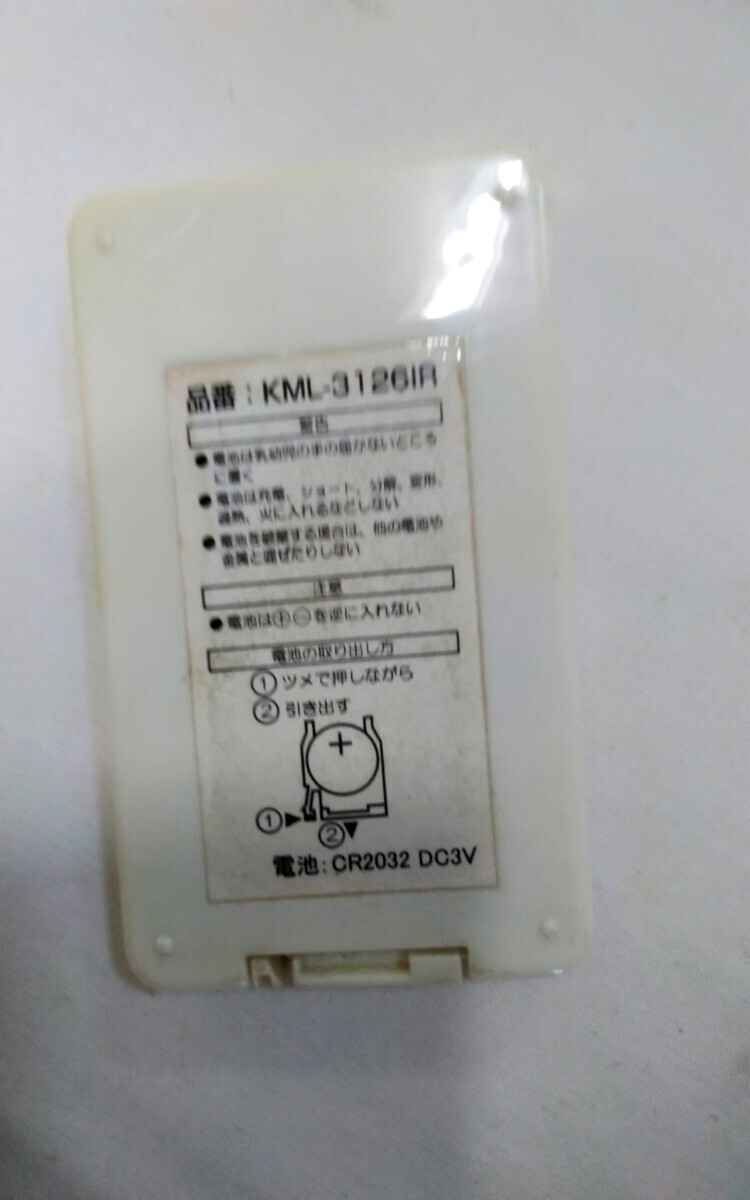 品番：KML-3126IR
警告
●電池は乳幼児の手の届かないところ
に置く
●電池は充電、ショート、分解、変形、
過熱、火に入れるなどしない
●電池を破棄する場合は、他の電池や
金属と混ぜたりしない
注意
●電池は⊕⊖を逆に入れない
電池の取り出し方
①ツメで押しながら
②引き出す
＋
①▶
②▼
電池：CR2032 DC3V